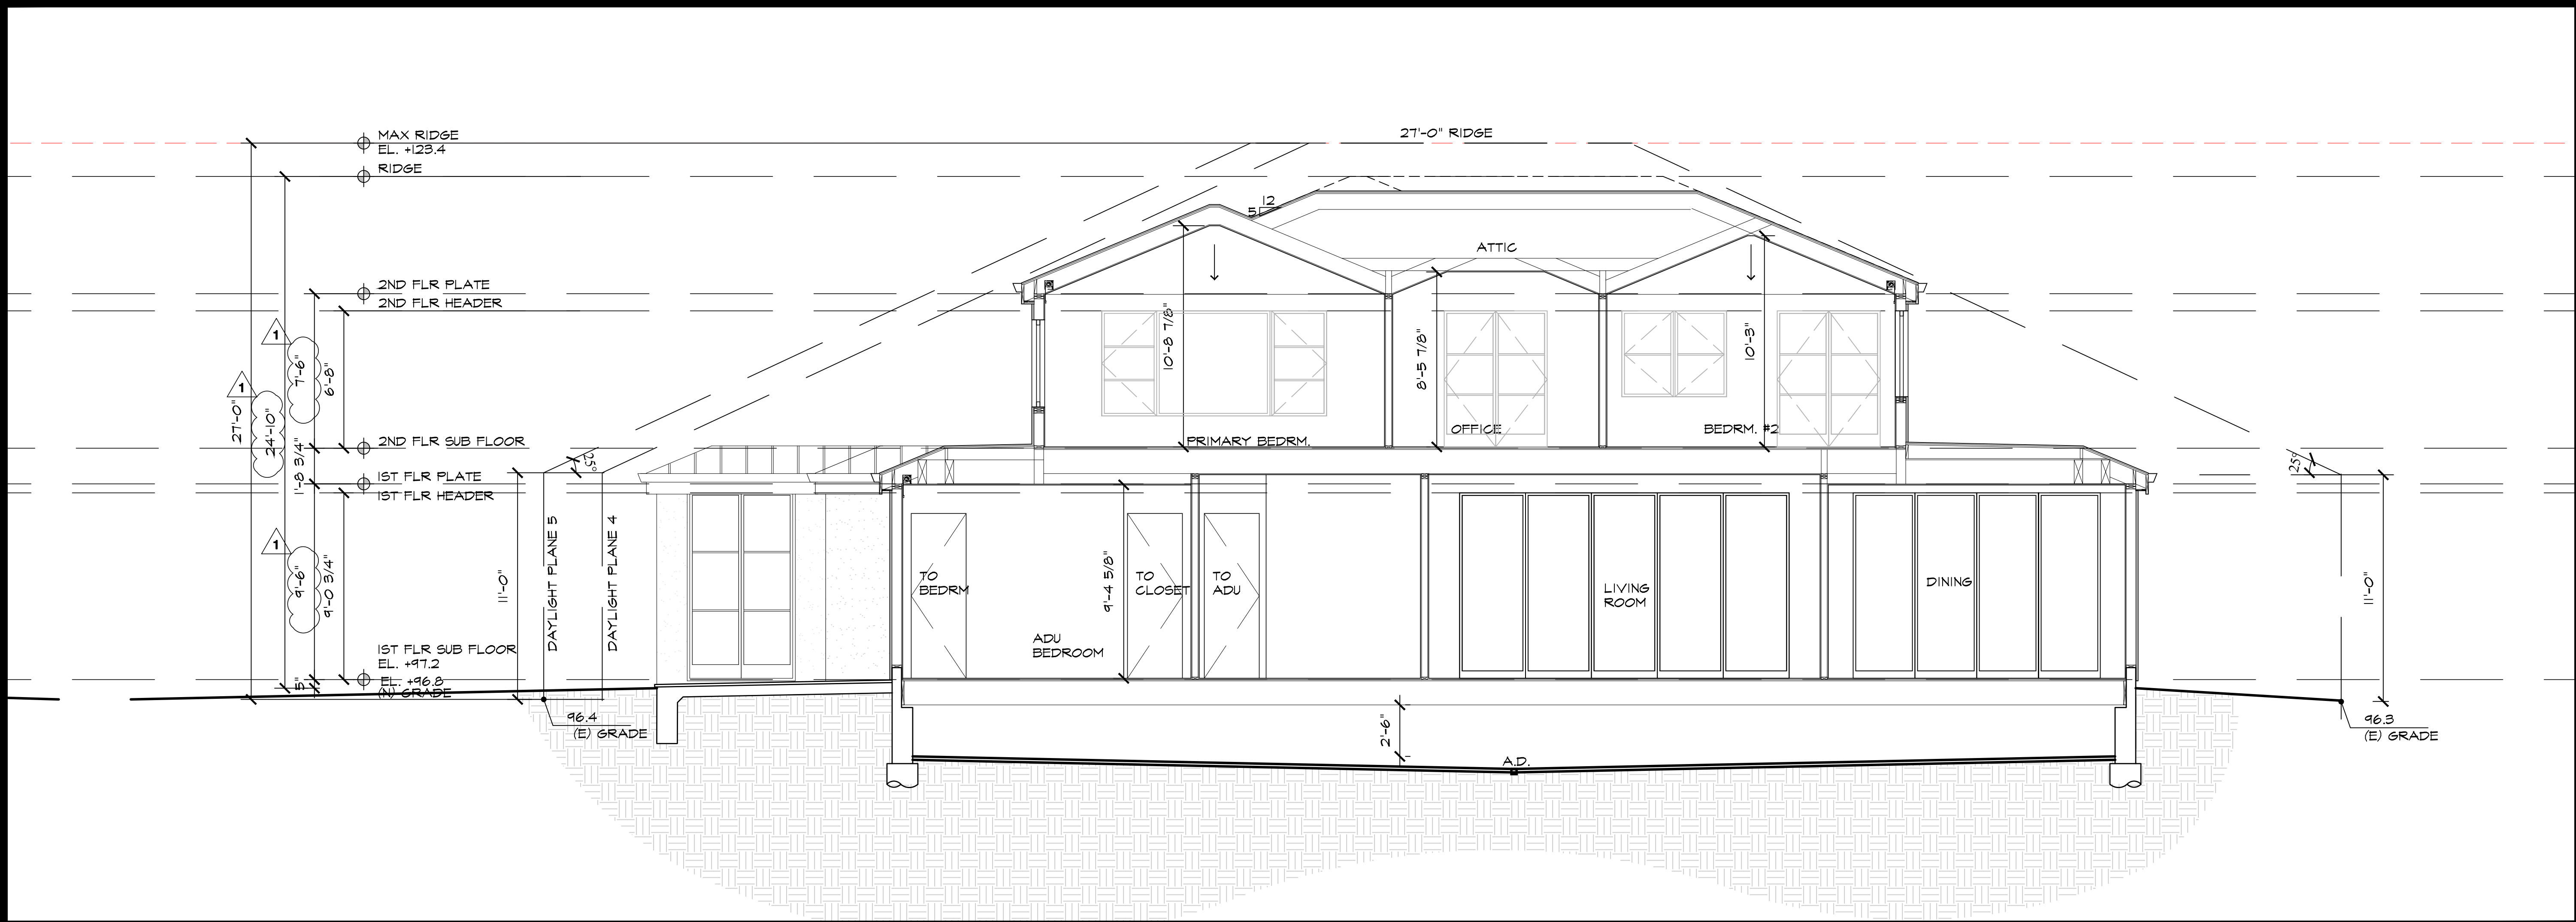 MAX RIDGE
EL. +123.4
RIDGE
27'-0" RIDGE
12
5
ATTIC
2ND FLR PLATE
2ND FLR HEADER
1
7'-6"
6'-8"
10'-8 7/8"
8'-5 7/8"
10'-3"
1
27'-0"
24'-10"
2ND FLR SUB FLOOR
PRIMARY BEDRM.
OFFICE
BEDRM. #2
1'-8 3/4"
25°
25°
1ST FLR PLATE
1ST FLR HEADER
1
9'-6"
9'-0 3/4"
11'-0"
DAYLIGHT PLANE 5
DAYLIGHT PLANE 4
TO
BEDRM
9'-4 5/8"
TO
CLOSET
TO
ADU
LIVING
ROOM
DINING
11'-0"
ADU
BEDROOM
1ST FLR SUB FLOOR
EL. +97.2
5"
EL. +96.8
(N) GRADE
96.4
(E) GRADE
2'-6"
A.D.
96.3
(E) GRADE